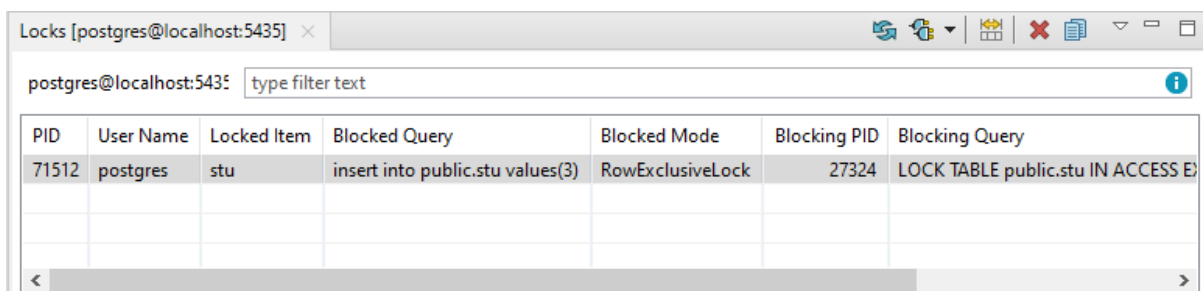 Locks [postgres@localhost:5435]
postgres@localhost:5435 type filter text
PID User Name Locked Item Blocked Query Blocked Mode Blocking PID Blocking Query
71512 postgres stu insert into public.stu values(3) RowExclusiveLock 27324 LOCK TABLE public.stu IN ACCESS